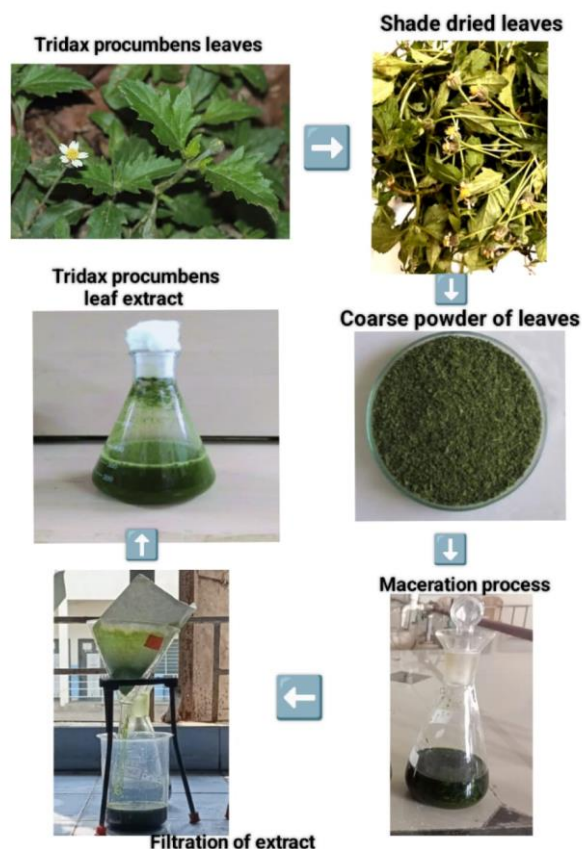 Tridax procumbens leaves
Shade dried leaves
Coarse powder of leaves
Maceration process
Filtration of extract
Tridax procumbens
leaf extract